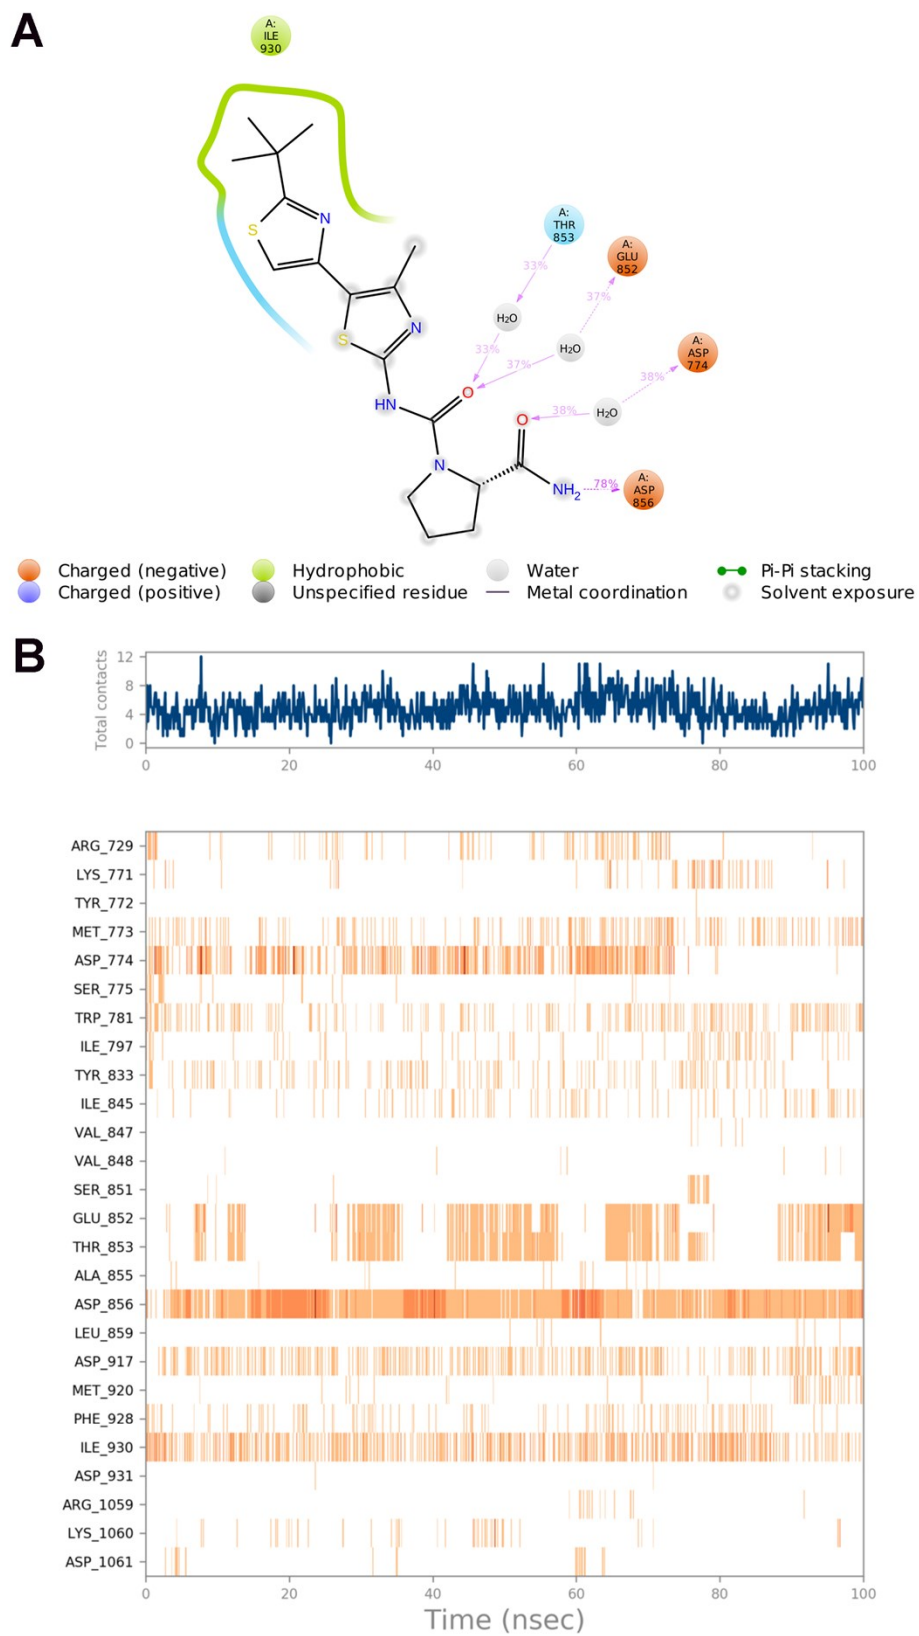 A
A:
ILE
930
S
N
S
N
HN
O
N
O
NH2
A:
THR
853
33%
H2O
33%
A:
GLU
852
37%
H2O
37%
A:
ASP
774
38%
H2O
38%
78%
A:
ASP
856
Charged (negative)
Charged (positive)
Hydrophobic
Unspecified residue
Water
Metal coordination
Pi-Pi stacking
Solvent exposure
B
Total contacts
12
8
4
0
0 20 40 60 80 100
ARG_729
LYS_771
TYR_772
MET_773
ASP_774
SER_775
TRP_781
ILE_797
TYR_833
ILE_845
VAL_847
VAL_848
SER_851
GLU_852
THR_853
ALA_855
ASP_856
LEU_859
ASP_917
MET_920
PHE_928
ILE_930
ASP_931
ARG_1059
LYS_1060
ASP_1061
0 20 40 60 80 100
Time (nsec)